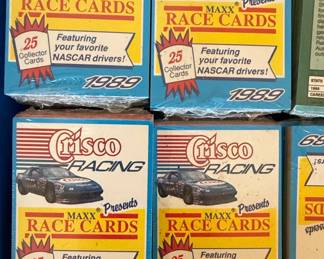 MAXX
RACE CARDS
25
Collector
Cards
Featuring
your favorite
NASCAR drivers!
1989
Presents
MAXX
RACE CARDS
25
Collector
Cards
Featuring
your favorite
NASCAR drivers!
1989
Crisco
RACING
Presents
MAXX
RACE CARDS
Featuring
Crisco
RACING
Presents
MAXX
RACE CARDS
25
Featuring